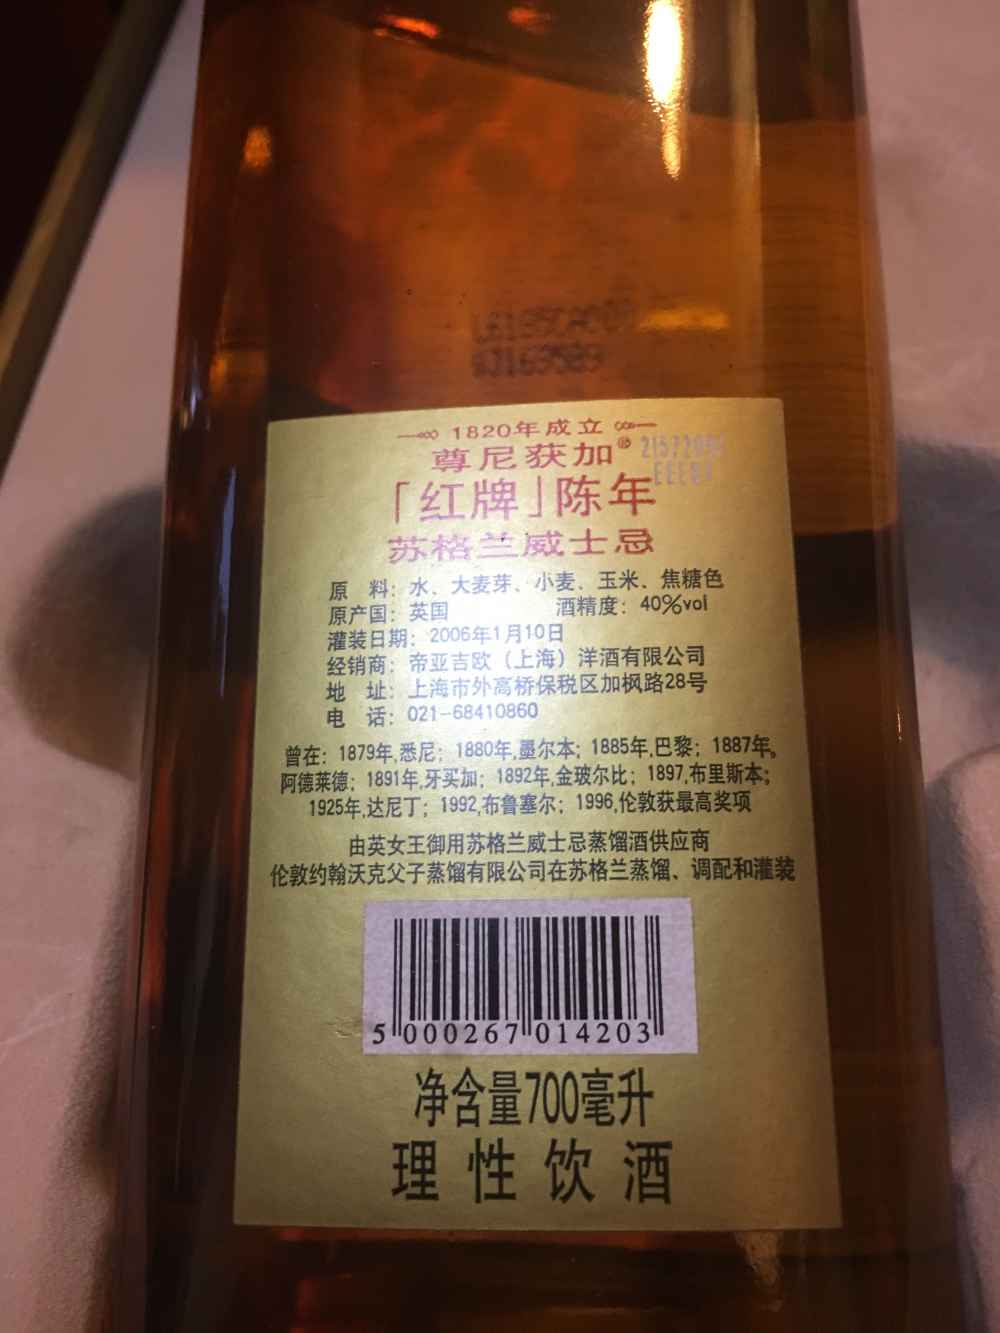 1820年成立
尊尼获加®
「红牌」陈年
苏格兰威士忌
原 料：水、大麦芽、小麦、玉米、焦糖色
原产国：英国 酒精度：40%vol
灌装日期：2006年1月10日
经销商：帝亚吉欧（上海）洋酒有限公司
地 址：上海市外高桥保税区加枫路28号
电 话：021-68410860
曾在：1879年,悉尼；1880年,墨尔本；1885年,巴黎；1887年,
阿德莱德；1891年,牙买加；1892年,金玻尔比；1897,布里斯本；
1925年,达尼丁；1992,布鲁塞尔；1996,伦敦获最高奖项
由英女王御用苏格兰威士忌蒸馏酒供应商
伦敦约翰沃克父子蒸馏有限公司在苏格兰蒸馏、调配和灌装
5 000267 014203
净含量700毫升
理性饮酒